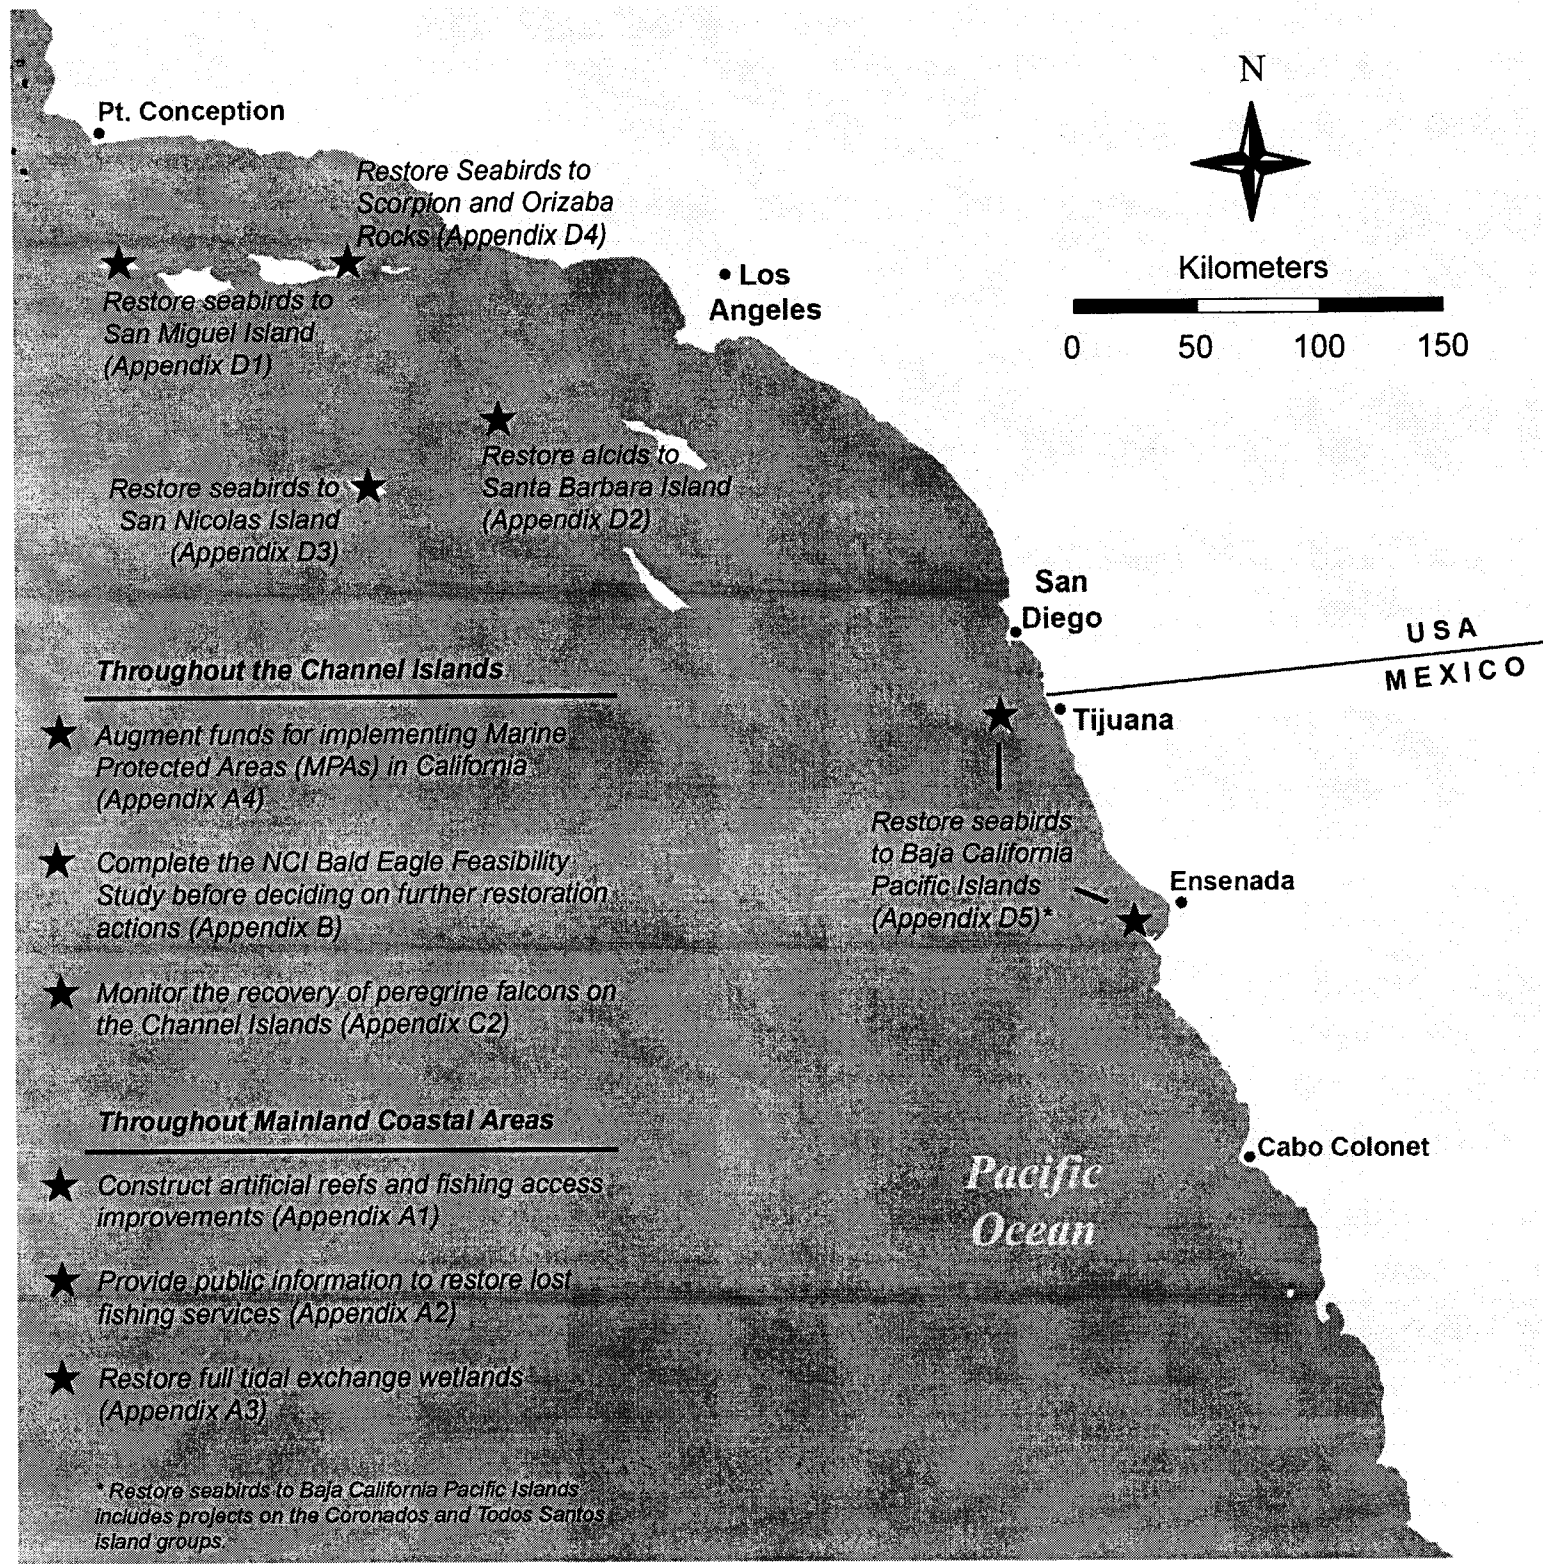 N
Pt. Conception
Restore Seabirds to
Scorpion and Orizaba
Rocks (Appendix D4)
• Los
Angeles
Kilometers
0 50 100 150
Restore seabirds to
San Miguel Island
(Appendix D1)
Restore alcids to
Santa Barbara Island
(Appendix D2)
Restore seabirds to
San Nicolas Island
(Appendix D3)
San
Diego
USA
MEXICO
Tijuana
Throughout the Channel Islands
Augment funds for implementing Marine
Protected Areas (MPAs) in California
(Appendix A4)
Complete the NCI Bald Eagle Feasibility
Study before deciding on further restoration
actions (Appendix B)
Monitor the recovery of peregrine falcons on
the Channel Islands (Appendix C2)
Restore seabirds
to Baja California
Pacific Islands
(Appendix D5)*
Ensenada
Throughout Mainland Coastal Areas
Construct artificial reefs and fishing access
improvements (Appendix A1)
Provide public information to restore lost
fishing services (Appendix A2)
Restore full tidal exchange wetlands
(Appendix A3)
Cabo Colonet
Pacific
Ocean
* Restore seabirds to Baja California Pacific Islands
includes projects on the Coronados and Todos Santos
island groups.